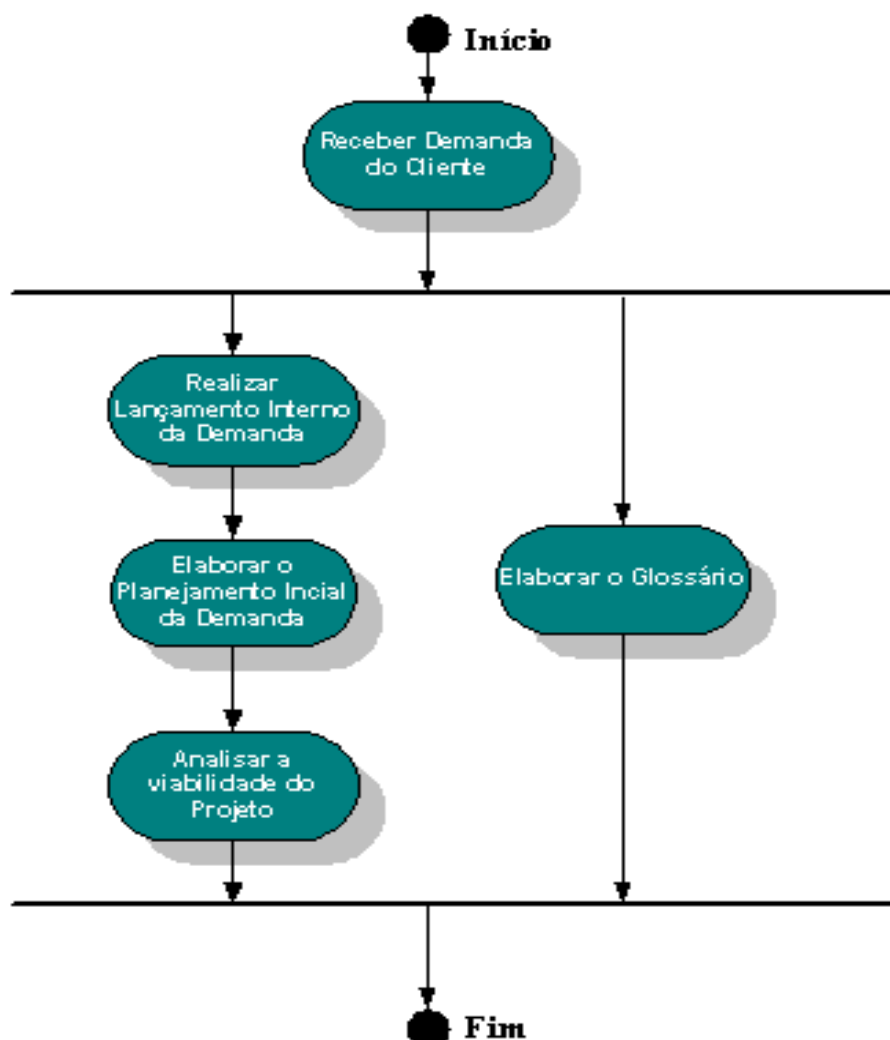 Início
Receber Demanda
do Cliente
Realizar
Lançamento Interno
da Demanda
Elaborar o
Planejamento Incial
da Demanda
Elaborar o Glossário
Analisar a
viabilidade do
Projeto
Fim